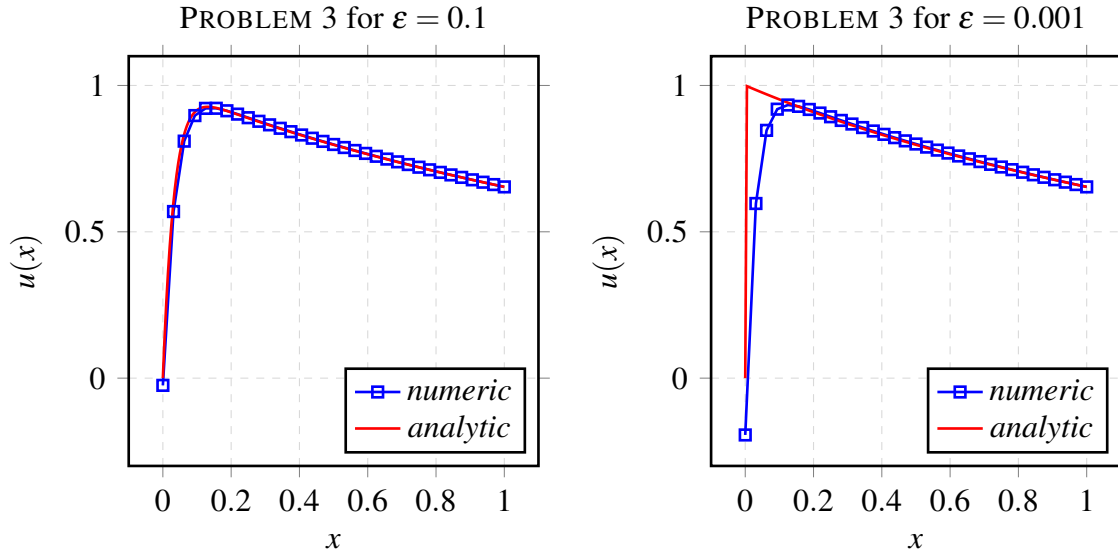 PROBLEM 3 for ε = 0.1
1
0.5
0
u(x)
numeric
analytic
0 0.2 0.4 0.6 0.8 1
x
PROBLEM 3 for ε = 0.001
1
0.5
0
u(x)
numeric
analytic
0 0.2 0.4 0.6 0.8 1
x